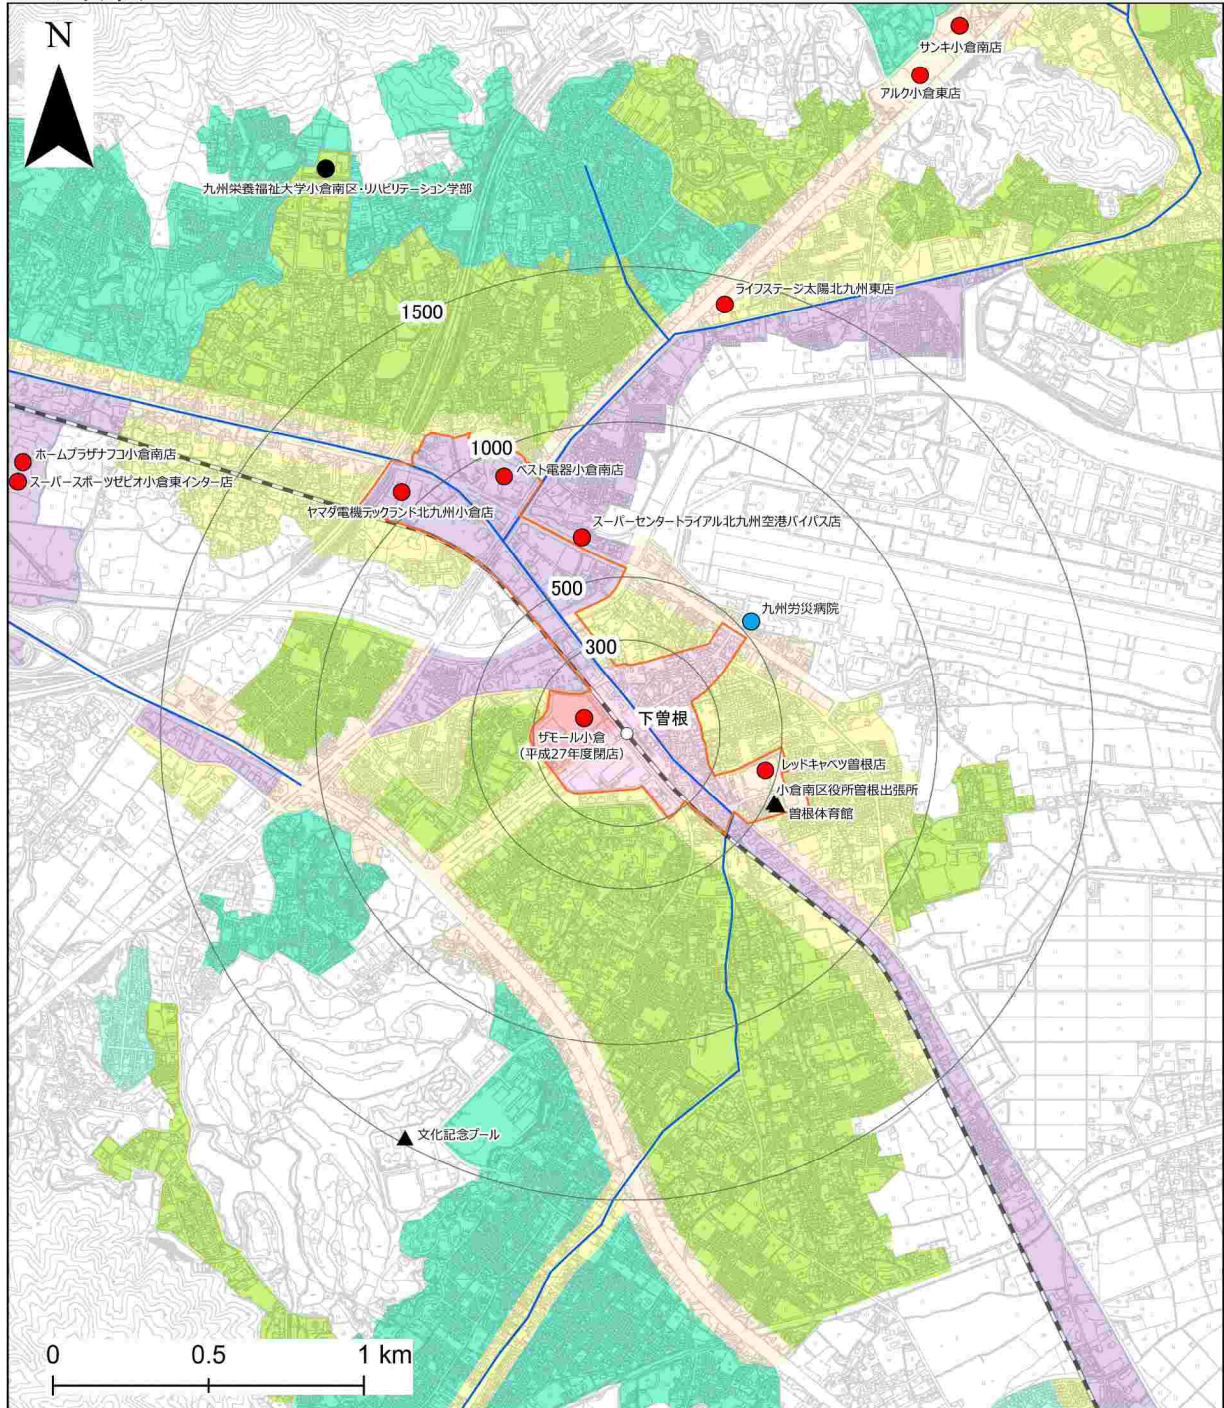 N
サンキ小倉南店
アルク小倉東店
九州栄養福祉大学小倉南区・リハビリテーション学部
ライフステージ太陽北九州東店
1500
1000
ホームプラザナフコ小倉南店
ベスト電器小倉南店
スーパースポーツゼビオ小倉東インター店
ヤマダ電機テックランド北九州小倉店
スーパーセンタートライアル北九州空港バイパス店
500
九州労災病院
300
下曽根
ザモール小倉
(平成27年度閉店)
レッドキャベツ曽根店
小倉南区役所曽根出張所
曽根体育館
文化記念プール
0 0.5 1 km